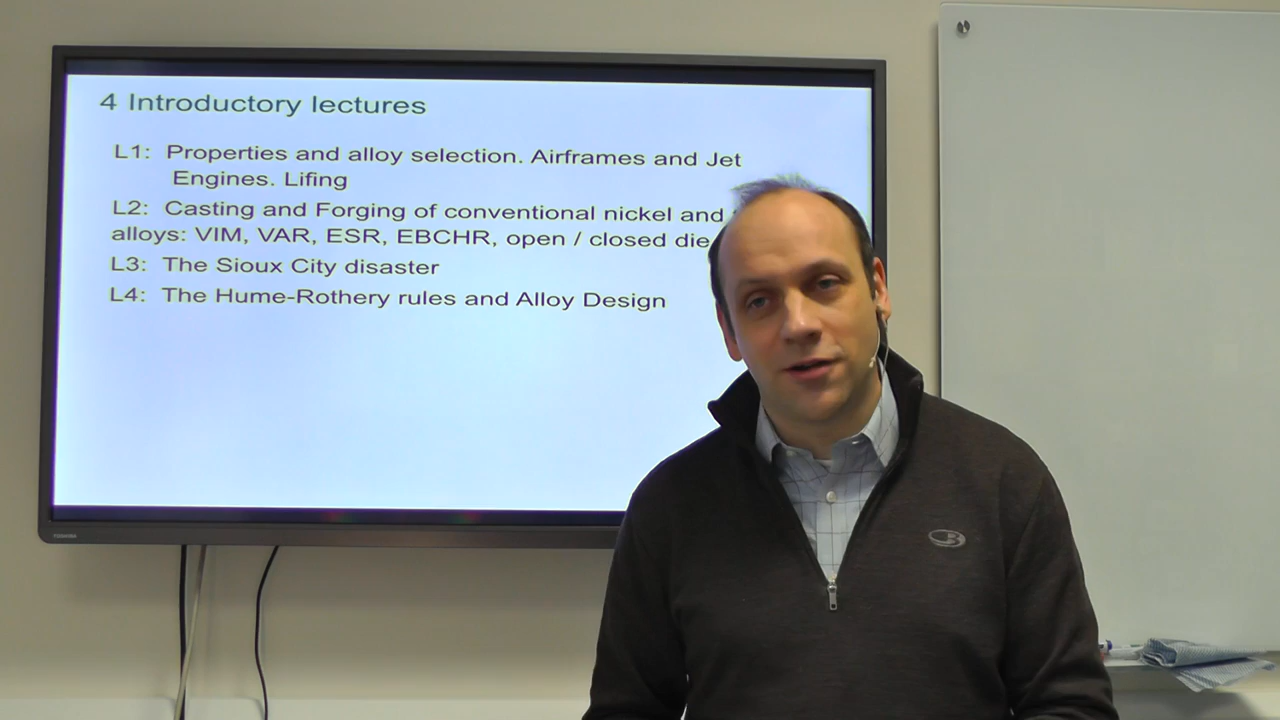 4 Introductory lectures
L1: Properties and alloy selection. Airframes and Jet
Engines. Lifing
L2: Casting and Forging of conventional nickel and
alloys: VIM, VAR, ESR, EBCHR, open / closed die
L3: The Sioux City disaster
L4: The Hume-Rothery rules and Alloy Design
TOSHIBA